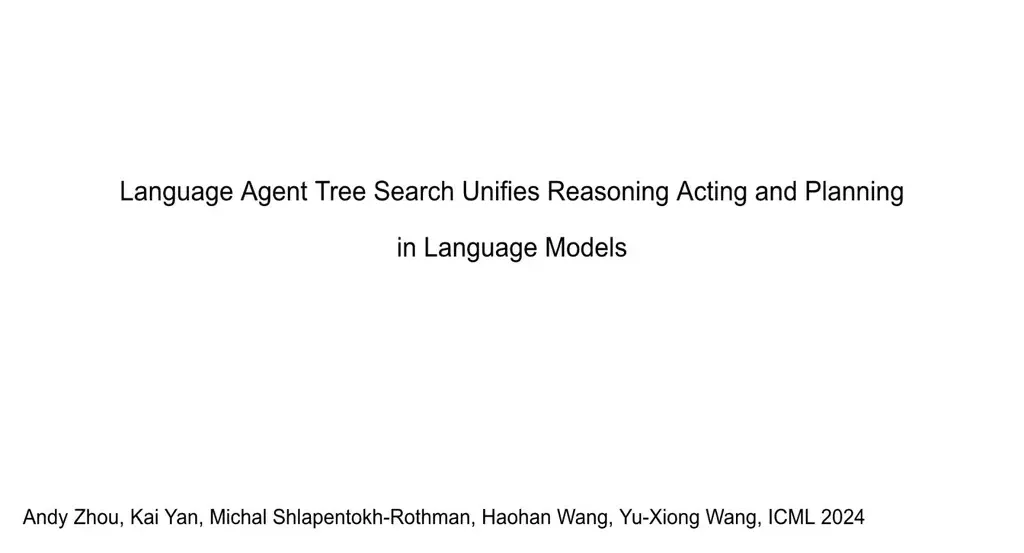 Language Agent Tree Search Unifies Reasoning Acting and Planning
in Language Models
Andy Zhou, Kai Yan, Michal Shlapentokh-Rothman, Haohan Wang, Yu-Xiong Wang, ICML 2024